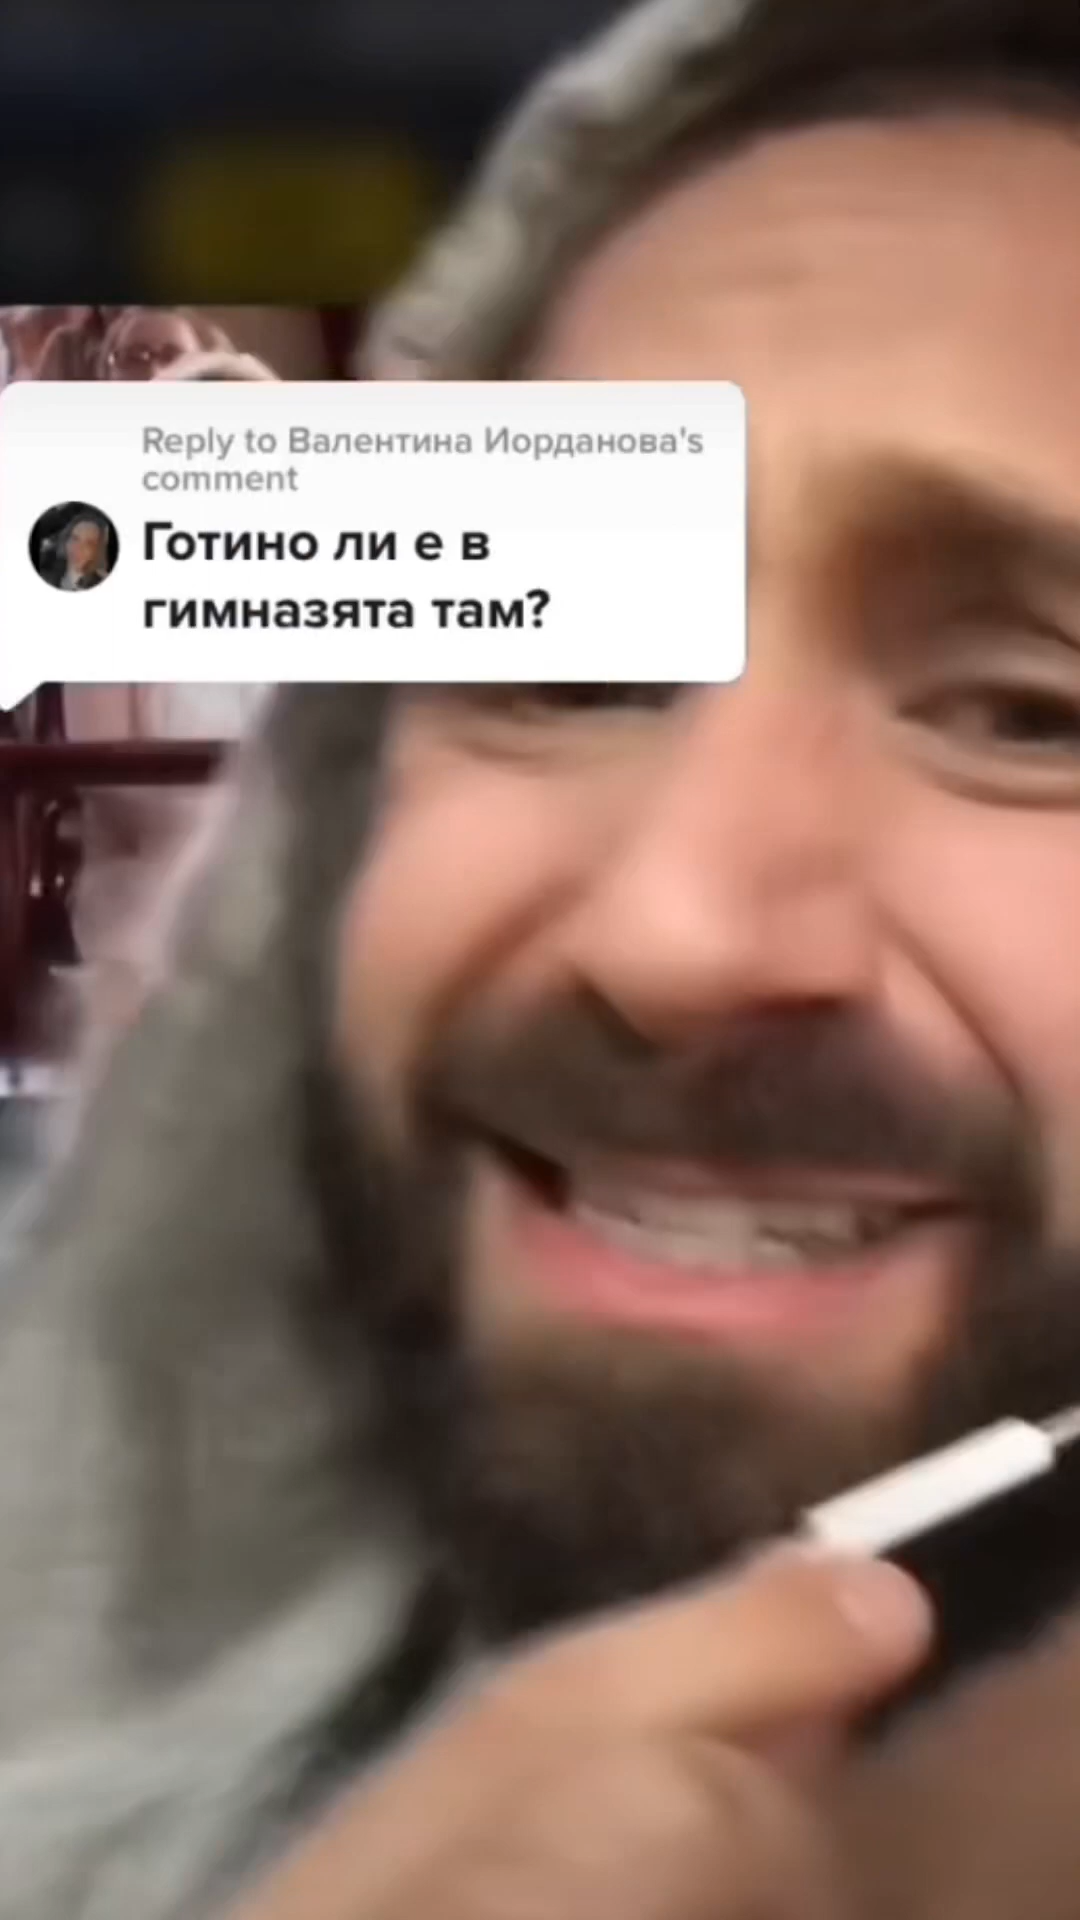 Reply to Валентина Иорданова's
comment
Готино ли е в
гимназята там?